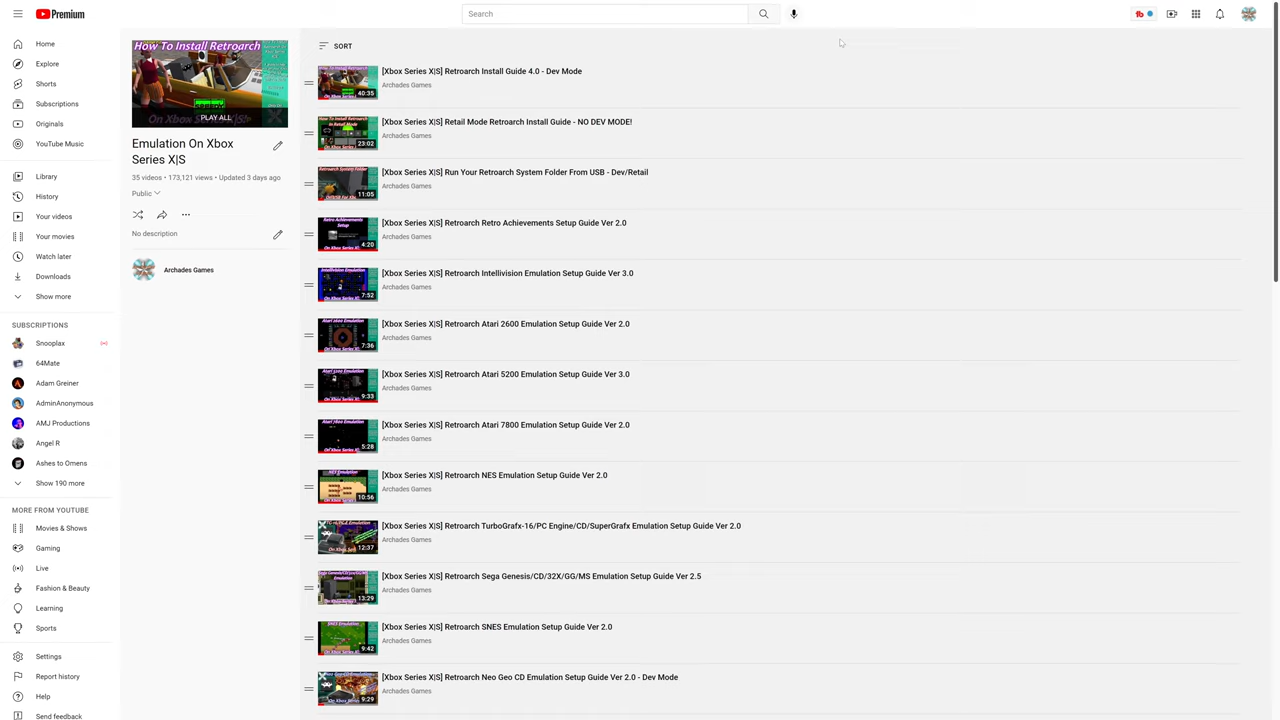 Premium
Search
Home
Explore
Shorts
Subscriptions
Originals
YouTube Music
Library
History
Your videos
Your movies
Watch later
Downloads
Show more
SUBSCRIPTIONS
Snooplax
64Mate
Adam Greiner
AdminAnonymous
AMJ Productions
Angel R
Ashes to Omens
Show 190 more
MORE FROM YOUTUBE
Movies & Shows
Gaming
Live
Fashion & Beauty
Learning
Sports
Settings
Report history
Help
Send feedback
How To Install Retroarch
On Xbox Series X|S
PLAY ALL
Emulation On Xbox
Series X|S
35 videos • 173,121 views • Updated 3 days ago
Public
No description
Archades Games
SORT
40:35
[Xbox Series X|S] Retroarch Install Guide 4.0 - Dev Mode
Archades Games
23:02
[Xbox Series X|S] Retail Mode Retroarch Install Guide - NO DEV MODE!
Archades Games
11:05
[Xbox Series X|S] Run Your Retroarch System Folder From USB - Dev/Retail
Archades Games
4:20
[Xbox Series X|S] Retroarch Retro Achievements Setup Guide Ver 2.0
Archades Games
7:52
[Xbox Series X|S] Retroarch Intellivision Emulation Setup Guide Ver 3.0
Archades Games
7:36
[Xbox Series X|S] Retroarch Atari 2600 Emulation Setup Guide Ver 2.0
Archades Games
9:33
[Xbox Series X|S] Retroarch Atari 5200 Emulation Setup Guide Ver 3.0
Archades Games
5:28
[Xbox Series X|S] Retroarch Atari 7800 Emulation Setup Guide Ver 2.0
Archades Games
10:56
[Xbox Series X|S] Retroarch NES Emulation Setup Guide Ver 2.0
Archades Games
12:37
[Xbox Series X|S] Retroarch TurboGrafx-16/PC Engine/CD/SuperGrafx Emulation Setup Guide Ver 2.0
Archades Games
13:29
[Xbox Series X|S] Retroarch Sega Genesis/CD/32X/GG/MS Emulation Setup Guide Ver 2.5
Archades Games
9:42
[Xbox Series X|S] Retroarch SNES Emulation Setup Guide Ver 2.0
Archades Games
9:29
[Xbox Series X|S] Retroarch Neo Geo CD Emulation Setup Guide Ver 2.0 - Dev Mode
Archades Games